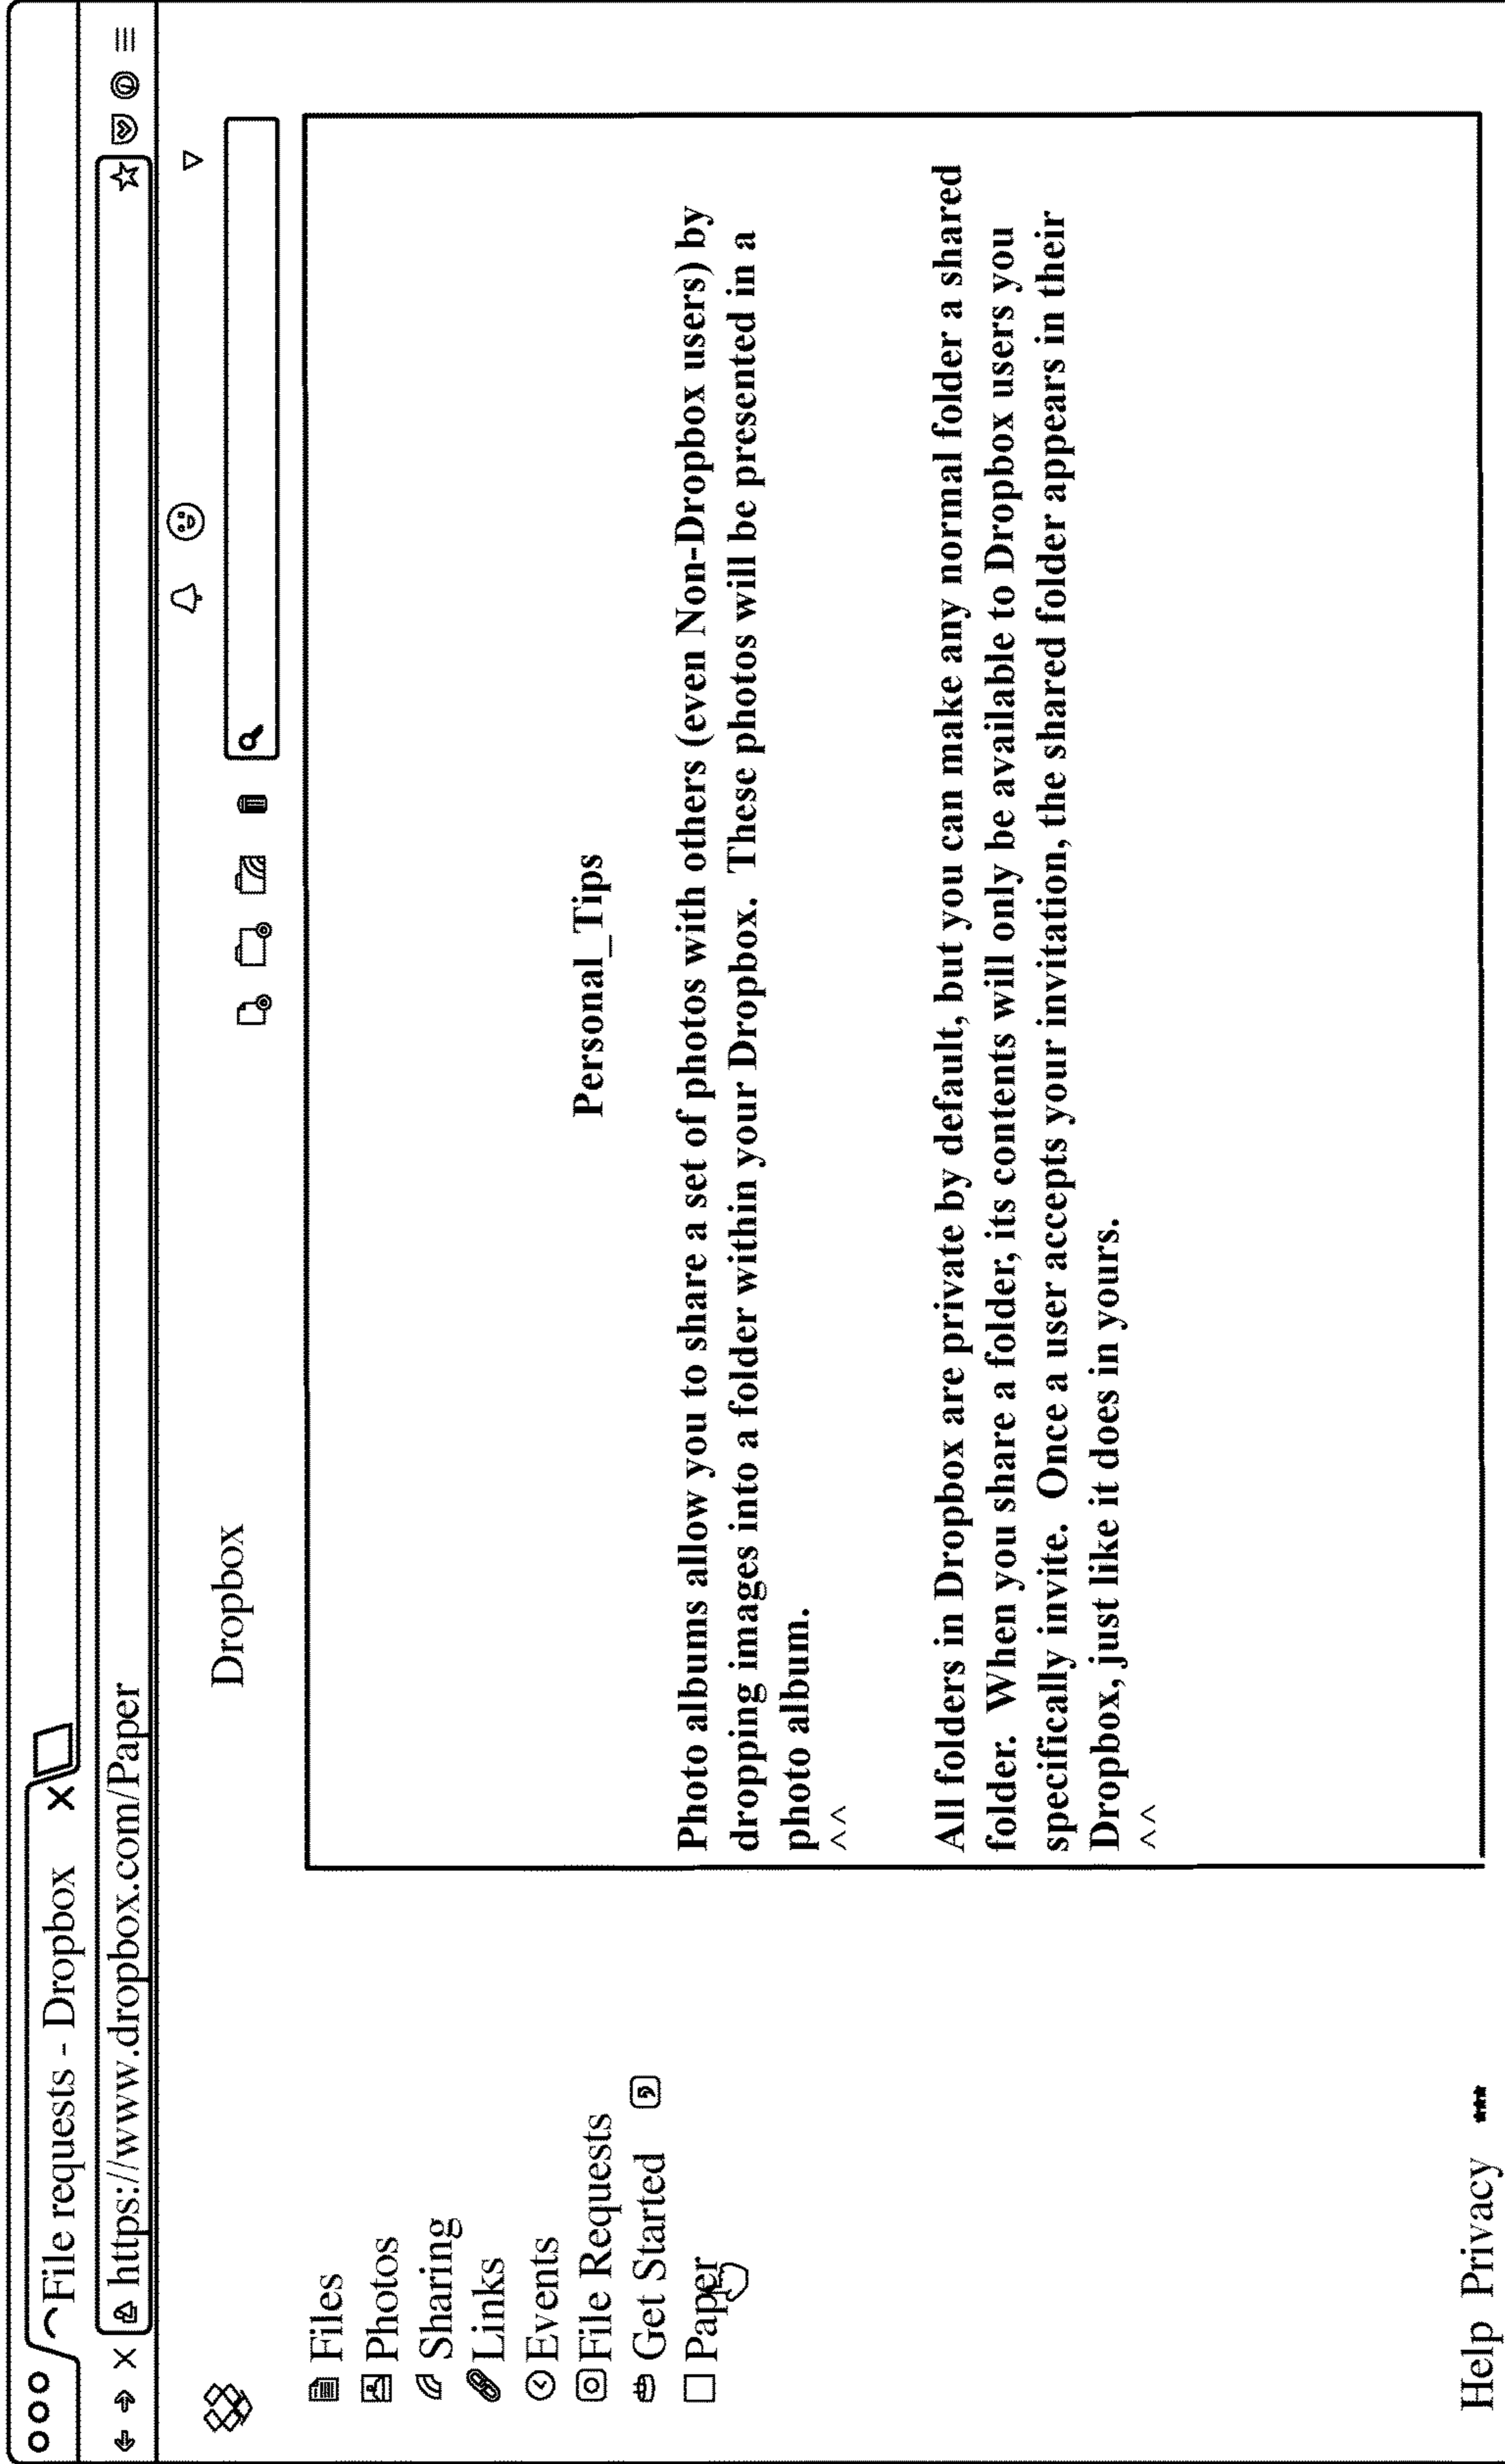 File requests - Dropbox X
https://www.dropbox.com/Paper
Dropbox
Files
Photos
Sharing
Links
Events
File Requests
Get Started
Paper
Personal_Tips
Photo albums allow you to share a set of photos with others (even Non-Dropbox users) by
dropping images into a folder within your Dropbox. These photos will be presented in a
photo album.
^^
All folders in Dropbox are private by default, but you can make any normal folder a shared
folder. When you share a folder, its contents will only be available to Dropbox users you
specifically invite. Once a user accepts your invitation, the shared folder appears in their
Dropbox, just like it does in yours.
^^
Help Privacy